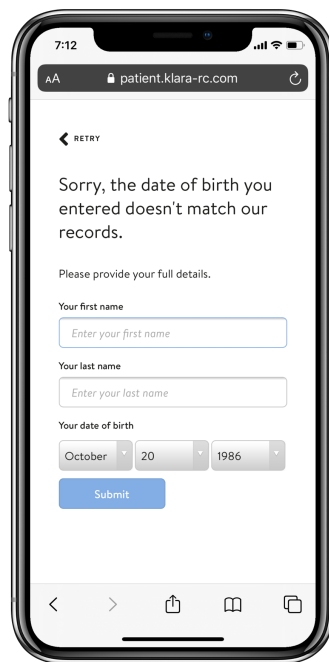 7:12
AA patient.klara-rc.com
RETRY
Sorry, the date of birth you
entered doesn't match our
records.
Please provide your full details.
Your first name
Enter your first name
Your last name
Enter your last name
Your date of birth
October 20 1986
Submit